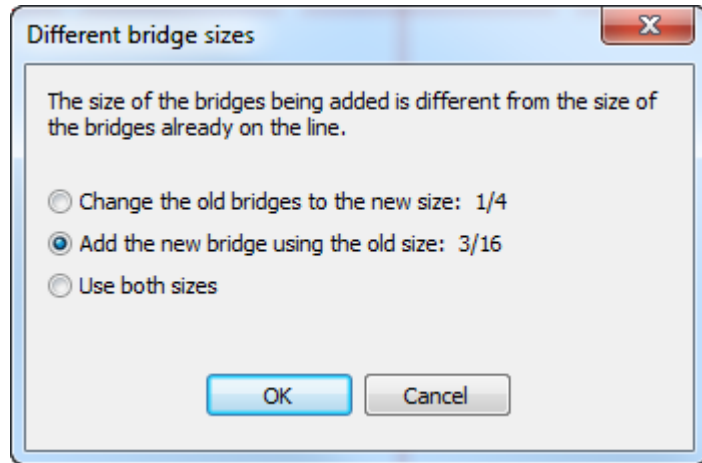 Different bridge sizes
The size of the bridges being added is different from the size of
the bridges already on the line.
Change the old bridges to the new size: 1/4
Add the new bridge using the old size: 3/16
Use both sizes
OK
Cancel